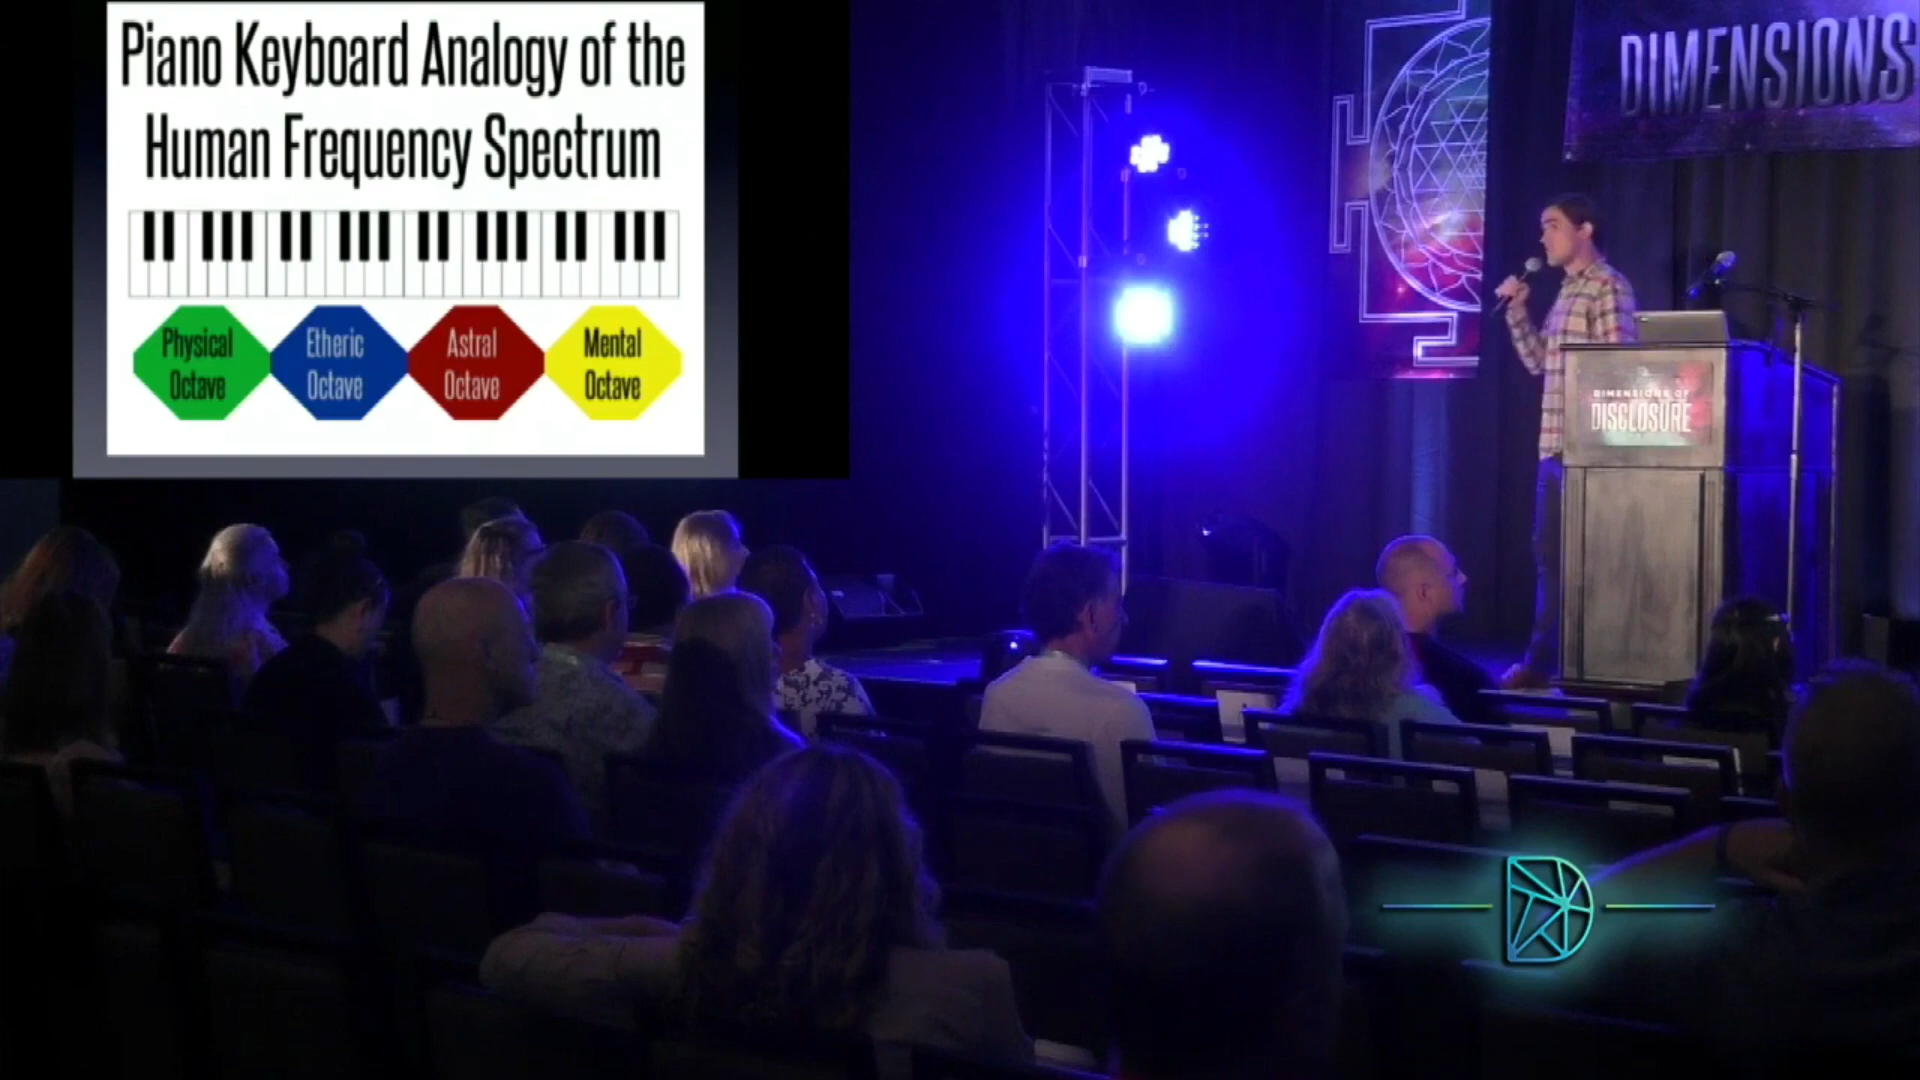 Piano Keyboard Analogy of the
Human Frequency Spectrum
Physical
Octave
Etheric
Octave
Astral
Octave
Mental
Octave
DIMENSIONS
DIMENSIONS OF
DISCLOSURE
D